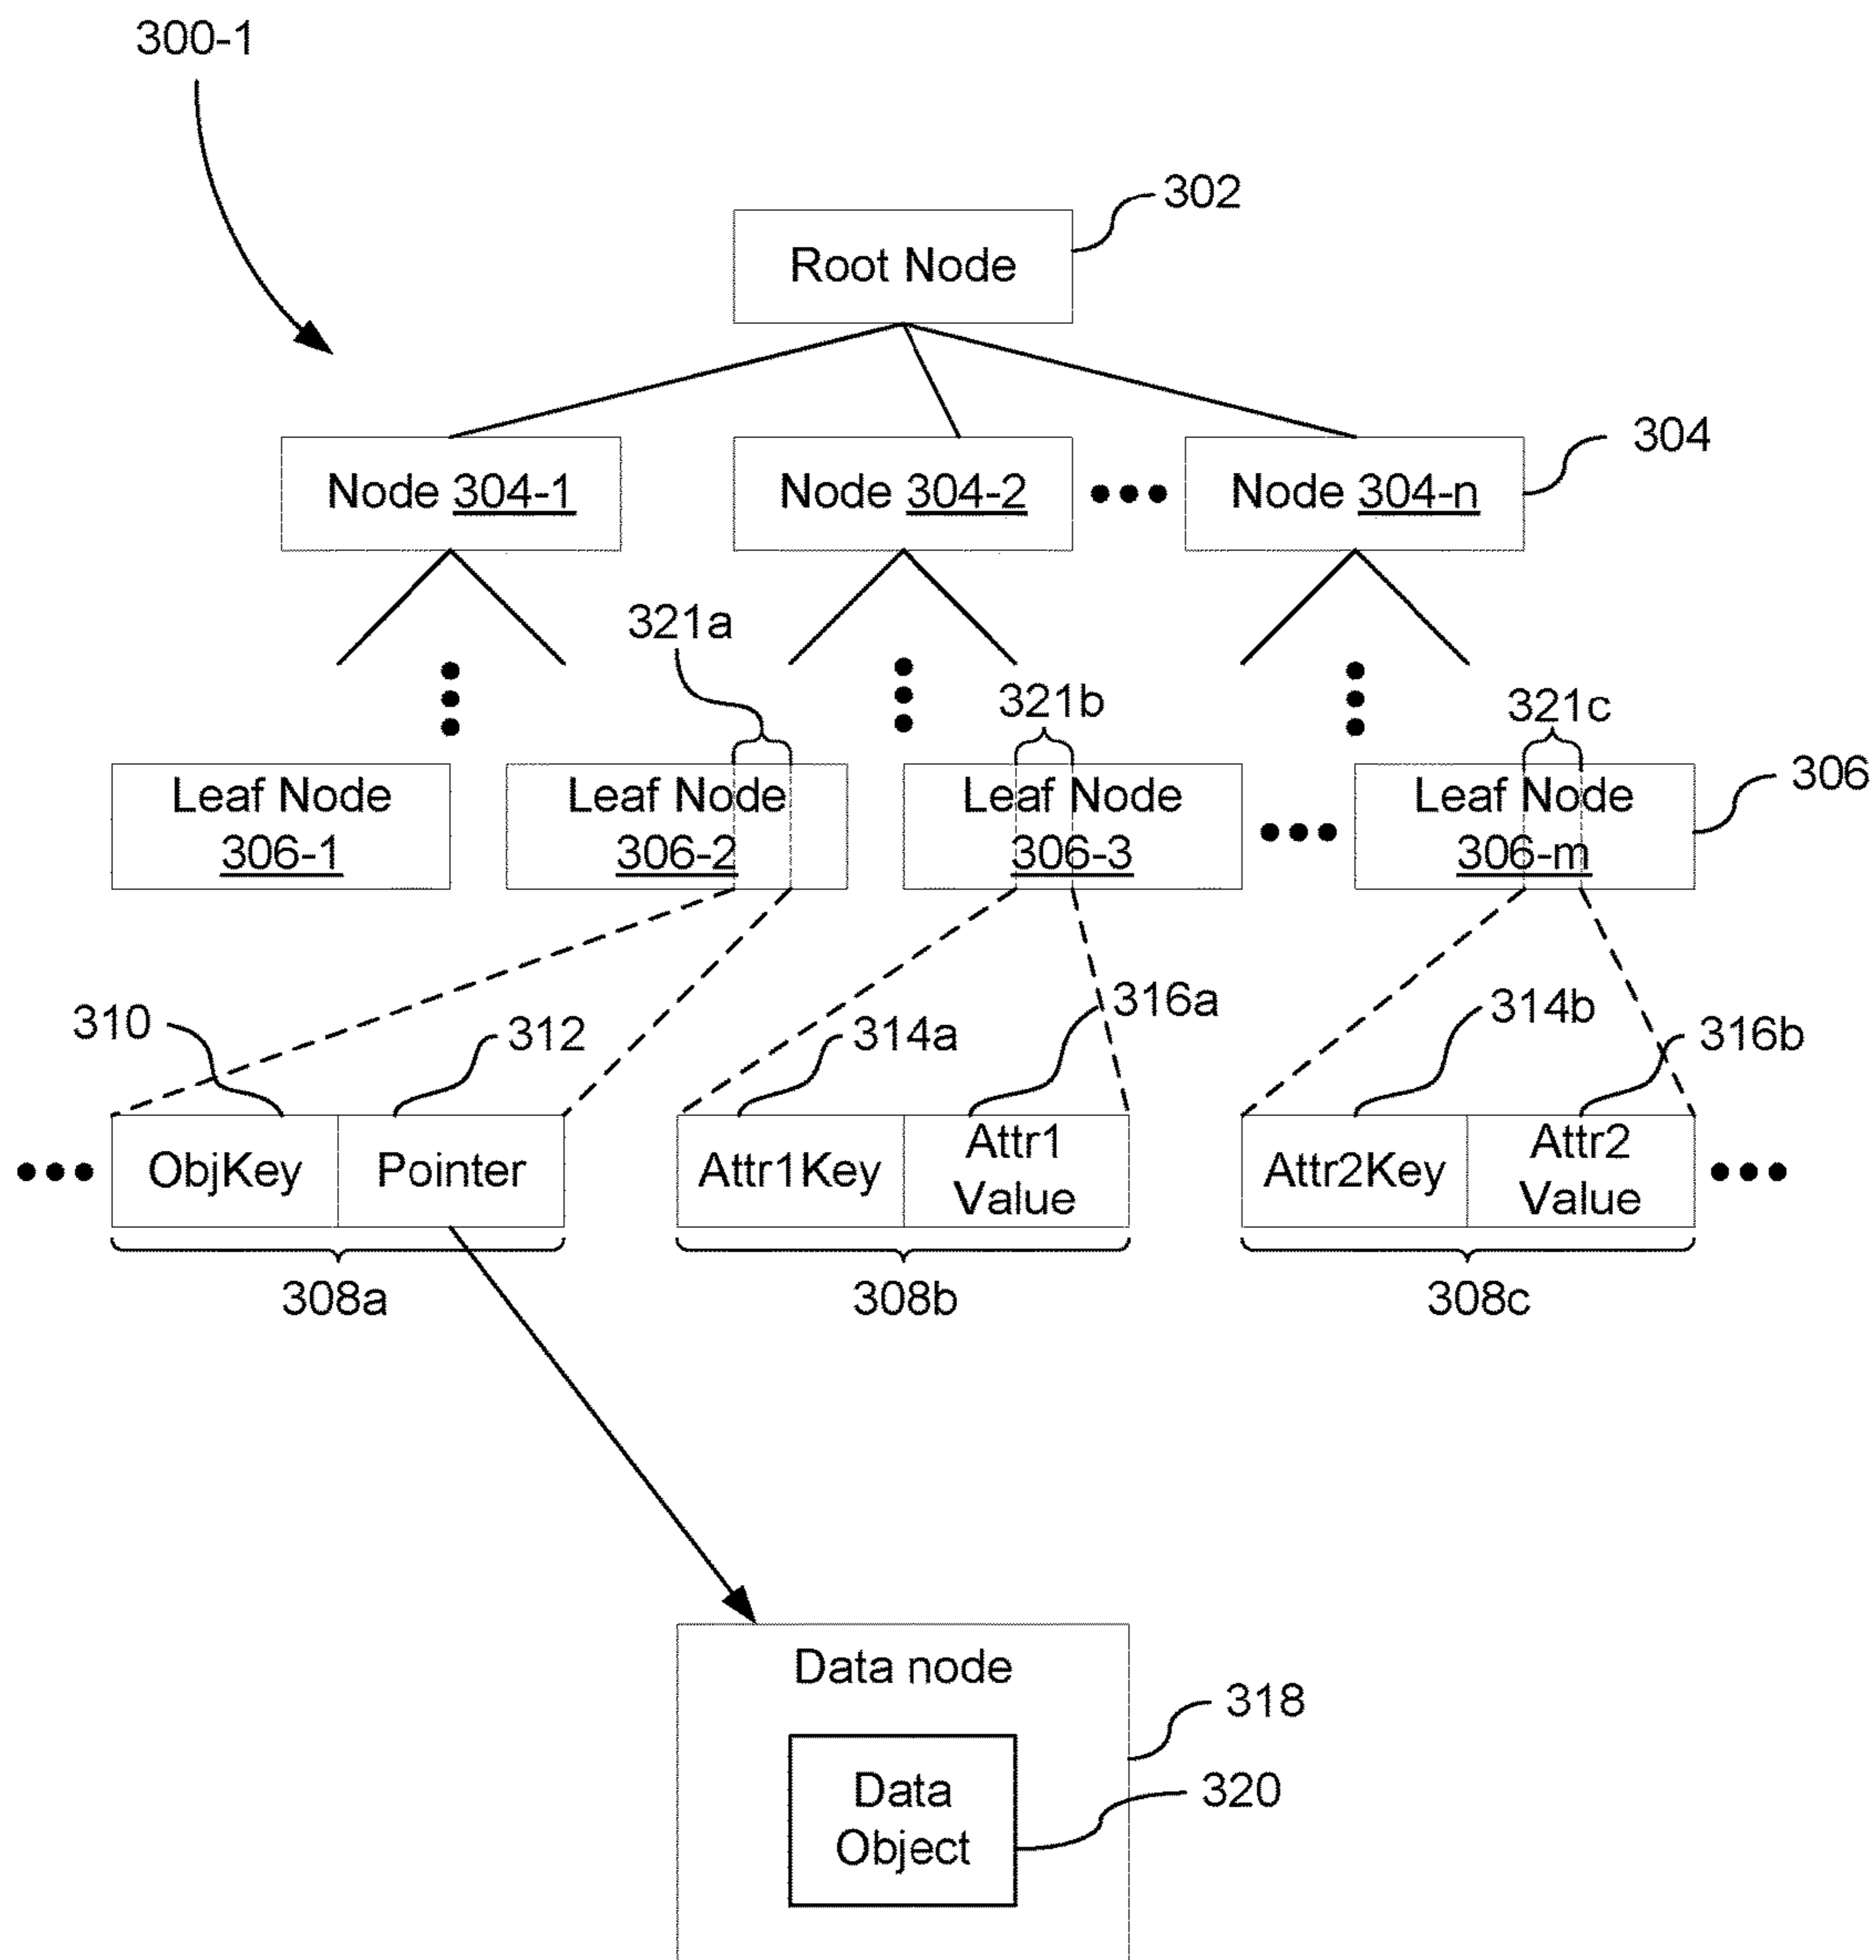 300-1
302
Root Node
304
Node 304-1
Node 304-2
Node 304-n
321a
321b
321c
Leaf Node
306-1
Leaf Node
306-2
Leaf Node
306-3
Leaf Node
306-m
306
310
312
314a
316a
314b
316b
ObjKey
Pointer
Attr1Key
Attr1
Value
Attr2Key
Attr2
Value
308a
308b
308c
Data node
318
Data
Object
320